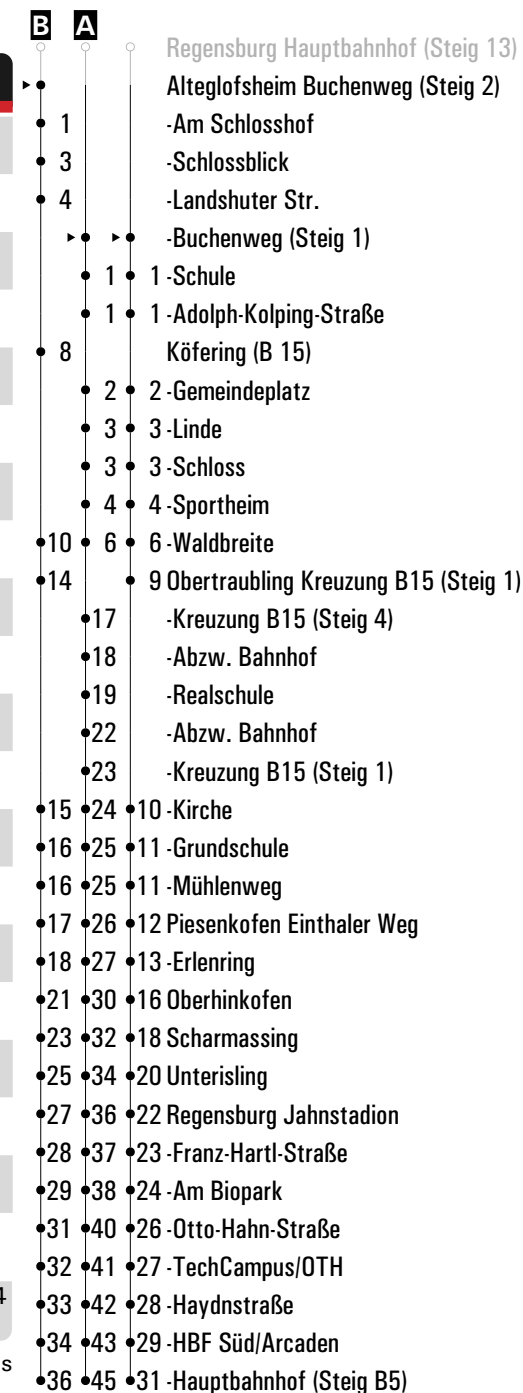 B A
Regensburg Hauptbahnhof (Steig 13)
Alteglofsheim Buchenweg (Steig 2)
1 -Am Schlosshof
3 -Schlossblick
4 -Landshuter Str.
-Buchenweg (Steig 1)
1 1 -Schule
1 1 -Adolph-Kolping-Straße
8 Köfering (B 15)
2 2 -Gemeindeplatz
3 3 -Linde
3 3 -Schloss
4 4 -Sportheim
10 6 6 -Waldbreite
14 9 Obertraubling Kreuzung B15 (Steig 1)
17 -Kreuzung B15 (Steig 4)
18 -Abzw. Bahnhof
19 -Realschule
22 -Abzw. Bahnhof
23 -Kreuzung B15 (Steig 1)
15 24 10 -Kirche
16 25 11 -Grundschule
16 25 11 -Mühlenweg
17 26 12 Piesenkofen Einthaler Weg
18 27 13 -Erlenring
21 30 16 Oberhinkofen
23 32 18 Scharmassing
25 34 20 Unterisling
27 36 22 Regensburg Jahnstadion
28 37 23 -Franz-Hartl-Straße
29 38 24 -Am Biopark
31 40 26 -Otto-Hahn-Straße
32 41 27 -TechCampus/OTH
4 33 42 28 -Haydnstraße
34 43 29 -HBF Süd/Arcaden
s 36 45 31 -Hauptbahnhof (Steig B5)